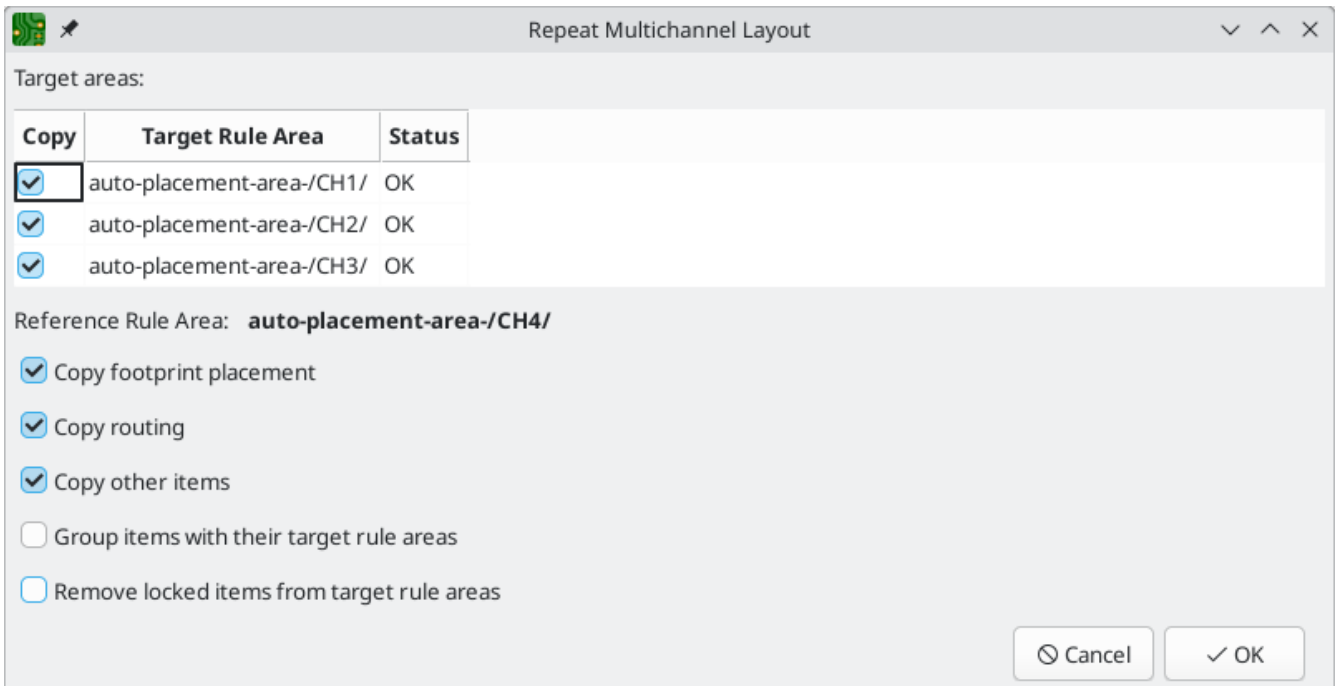 Repeat Multichannel Layout
Target areas:
Copy Target Rule Area Status
auto-placement-area-/CH1/ OK
auto-placement-area-/CH2/ OK
auto-placement-area-/CH3/ OK
Reference Rule Area: auto-placement-area-/CH4/
Copy footprint placement
Copy routing
Copy other items
Group items with their target rule areas
Remove locked items from target rule areas
Cancel OK